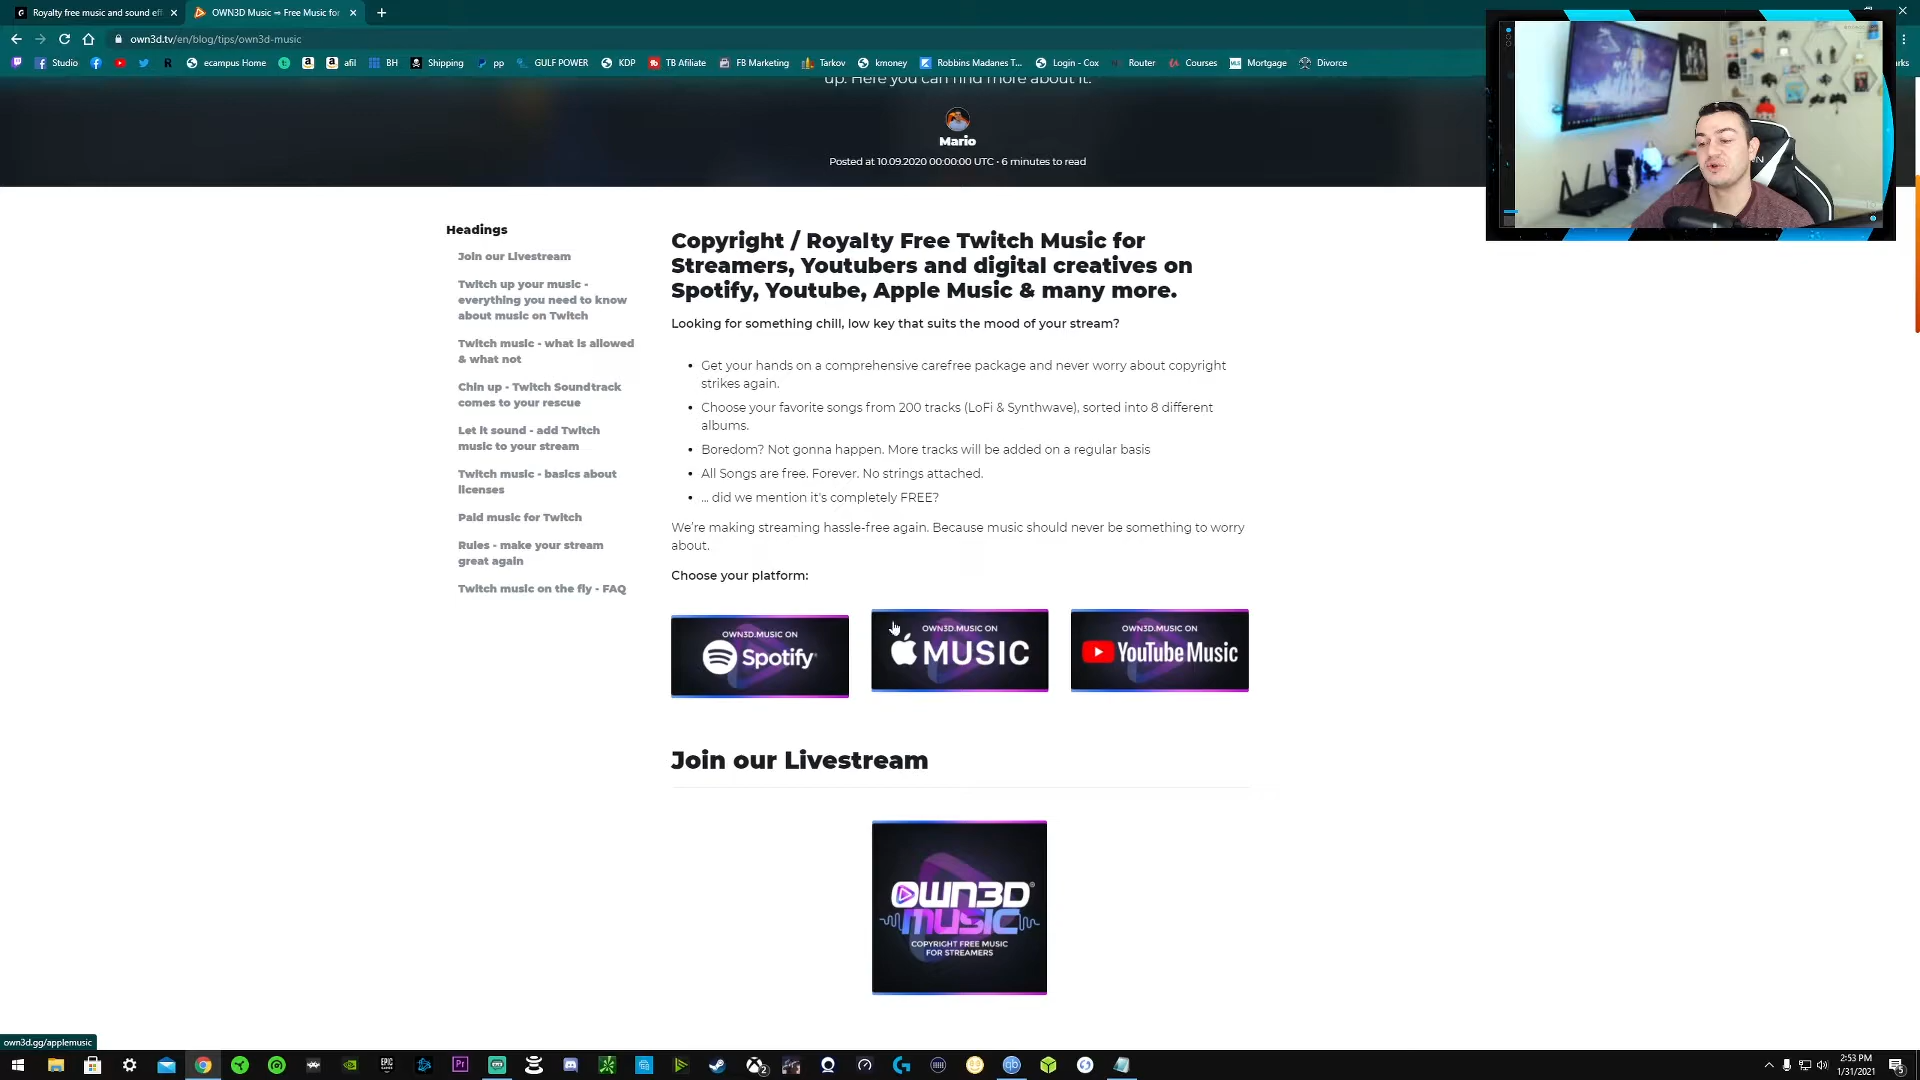 Royalty free music and sound eff
OWN3D Music ⇒ Free Music for
own3d.tv/en/blog/tips/own3d-music
Studio
ecampus Home
BH
afil
Shipping
pp
GULF POWER
KDP
TB Afiliate
FB Marketing
Tarkov
kmoney
Robbins Madanes T...
Login - Cox
Router
Courses
Mortgage
Divorce
up. Here you can find more about it.
Mario
Posted at 10.09.2020 00:00:00 UTC • 6 minutes to read
Headings
Join our Livestream
Twitch up your music -
everything you need to know
about music on Twitch
Twitch music - what is allowed
& what not
Chin up - Twitch Soundtrack
comes to your rescue
Let it sound - add Twitch
music to your stream
Twitch music - basics about
licenses
Paid music for Twitch
Rules - make your stream
great again
Twitch music on the fly - FAQ
Copyright / Royalty Free Twitch Music for
Streamers, Youtubers and digital creatives on
Spotify, Youtube, Apple Music & many more.
Looking for something chill, low key that suits the mood of your stream?
• Get your hands on a comprehensive carefree package and never worry about copyright
strikes again.
• Choose your favorite songs from 200 tracks (LoFi & Synthwave), sorted into 8 different
albums.
• Boredom? Not gonna happen. More tracks will be added on a regular basis
• All Songs are free. Forever. No strings attached.
• ... did we mention it's completely FREE?
We're making streaming hassle-free again. Because music should never be something to worry
about.
Choose your platform:
OWN3D.MUSIC ON
Spotify
OWN3D.MUSIC ON
MUSIC
OWN3D.MUSIC ON
YouTube Music
Join our Livestream
OWN3D
MUSIC
COPYRIGHT FREE MUSIC
FOR STREAMERS
own3d.gg/applemusic
2:53 PM
1/31/2021